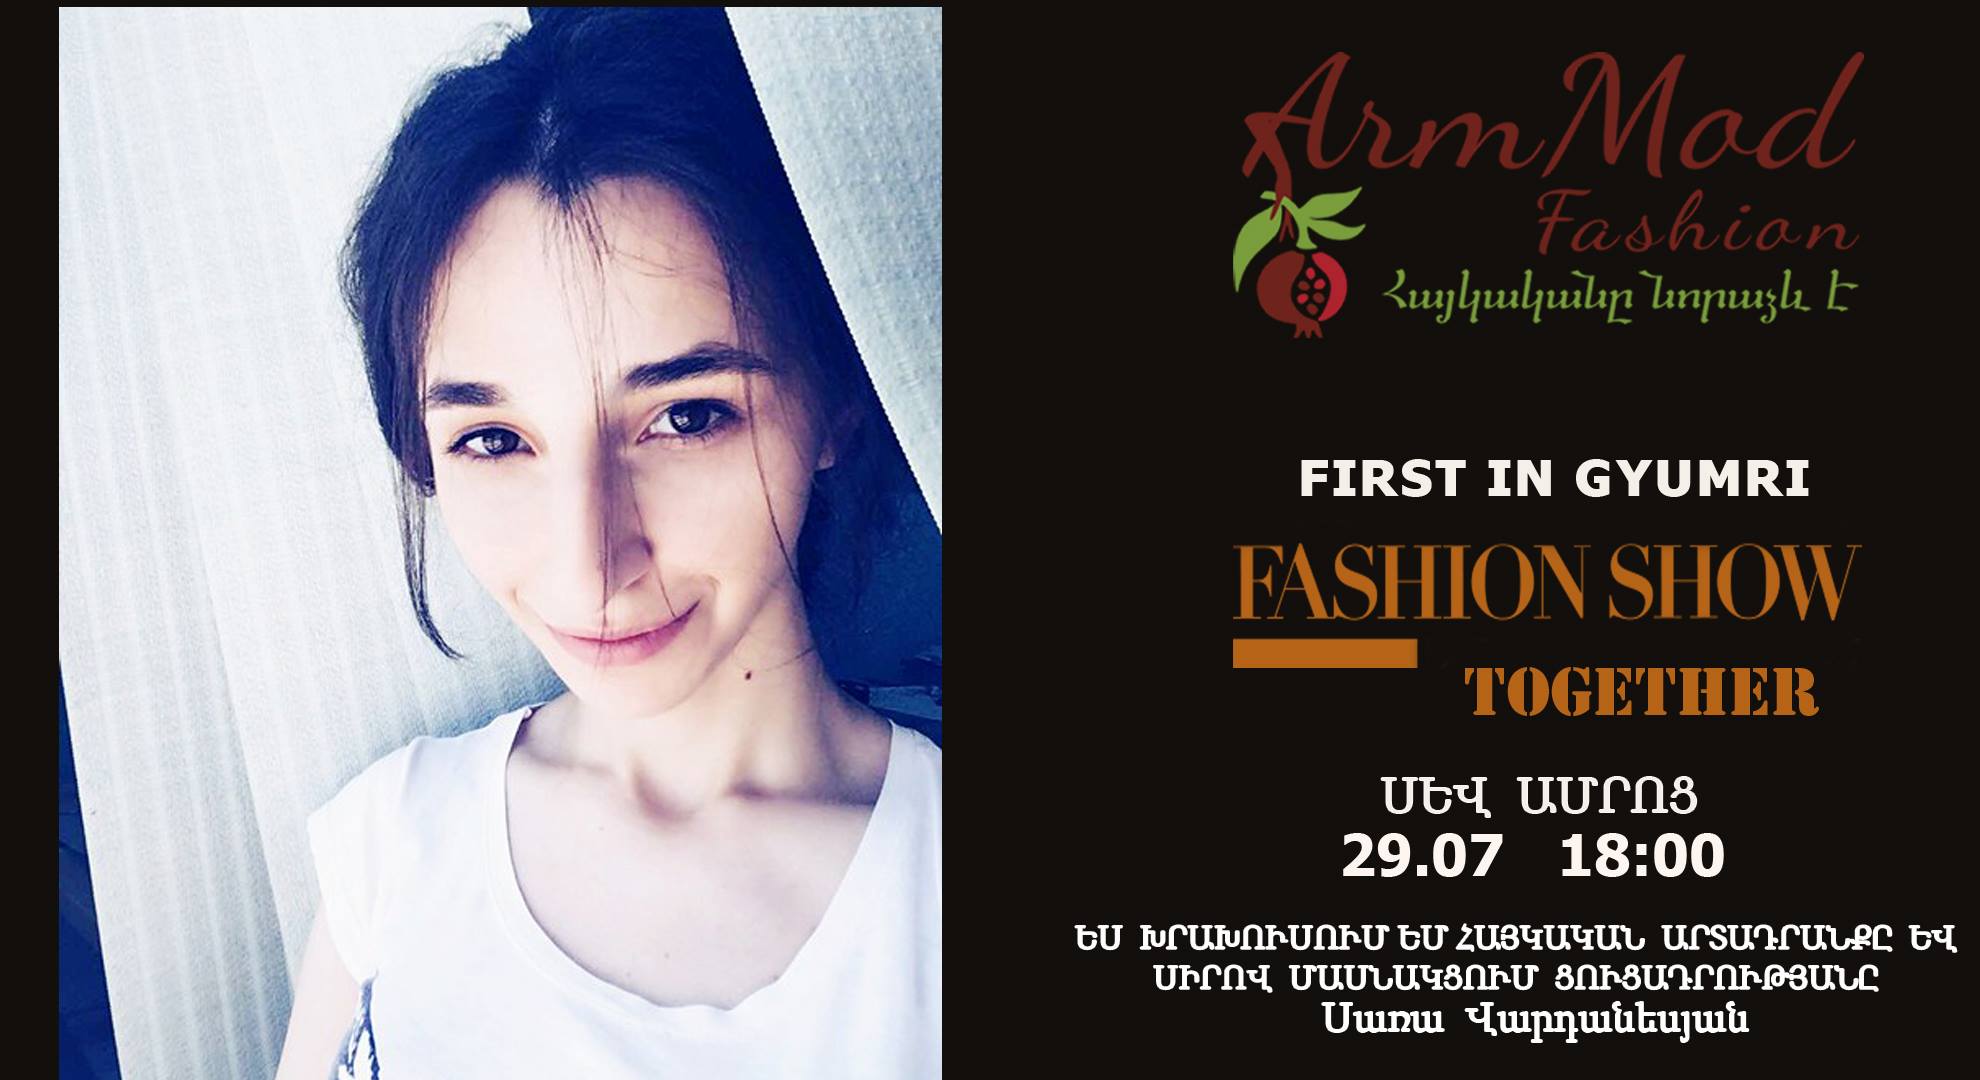 ArmMod
Fashion
Հայկականը նորաձև է
FIRST IN GYUMRI
FASHION SHOW
TOGETHER
ՍԵՎ ԱՄՐՈՑ
29.07 18:00
ԵՍ ԽՐԱԽՈՒՍՈՒՄ ԵՄ ՀԱՅԿԱԿԱՆ ԱՐՏԱԴՐԱՆՔԸ ԵՎ
ՍԻՐՈՎ ՄԱՍՆԱԿՑՈՒՄ ՑՈՒՑԱԴՐՈՒԹՅԱՆԸ
Սառա Վարդանեսյան